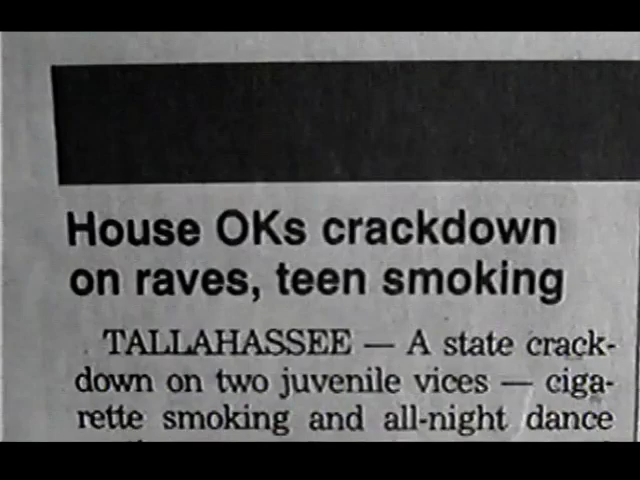 House OKs crackdown
on raves, teen smoking
TALLAHASSEE — A state crack-
down on two juvenile vices — ciga-
rette smoking and all-night dance